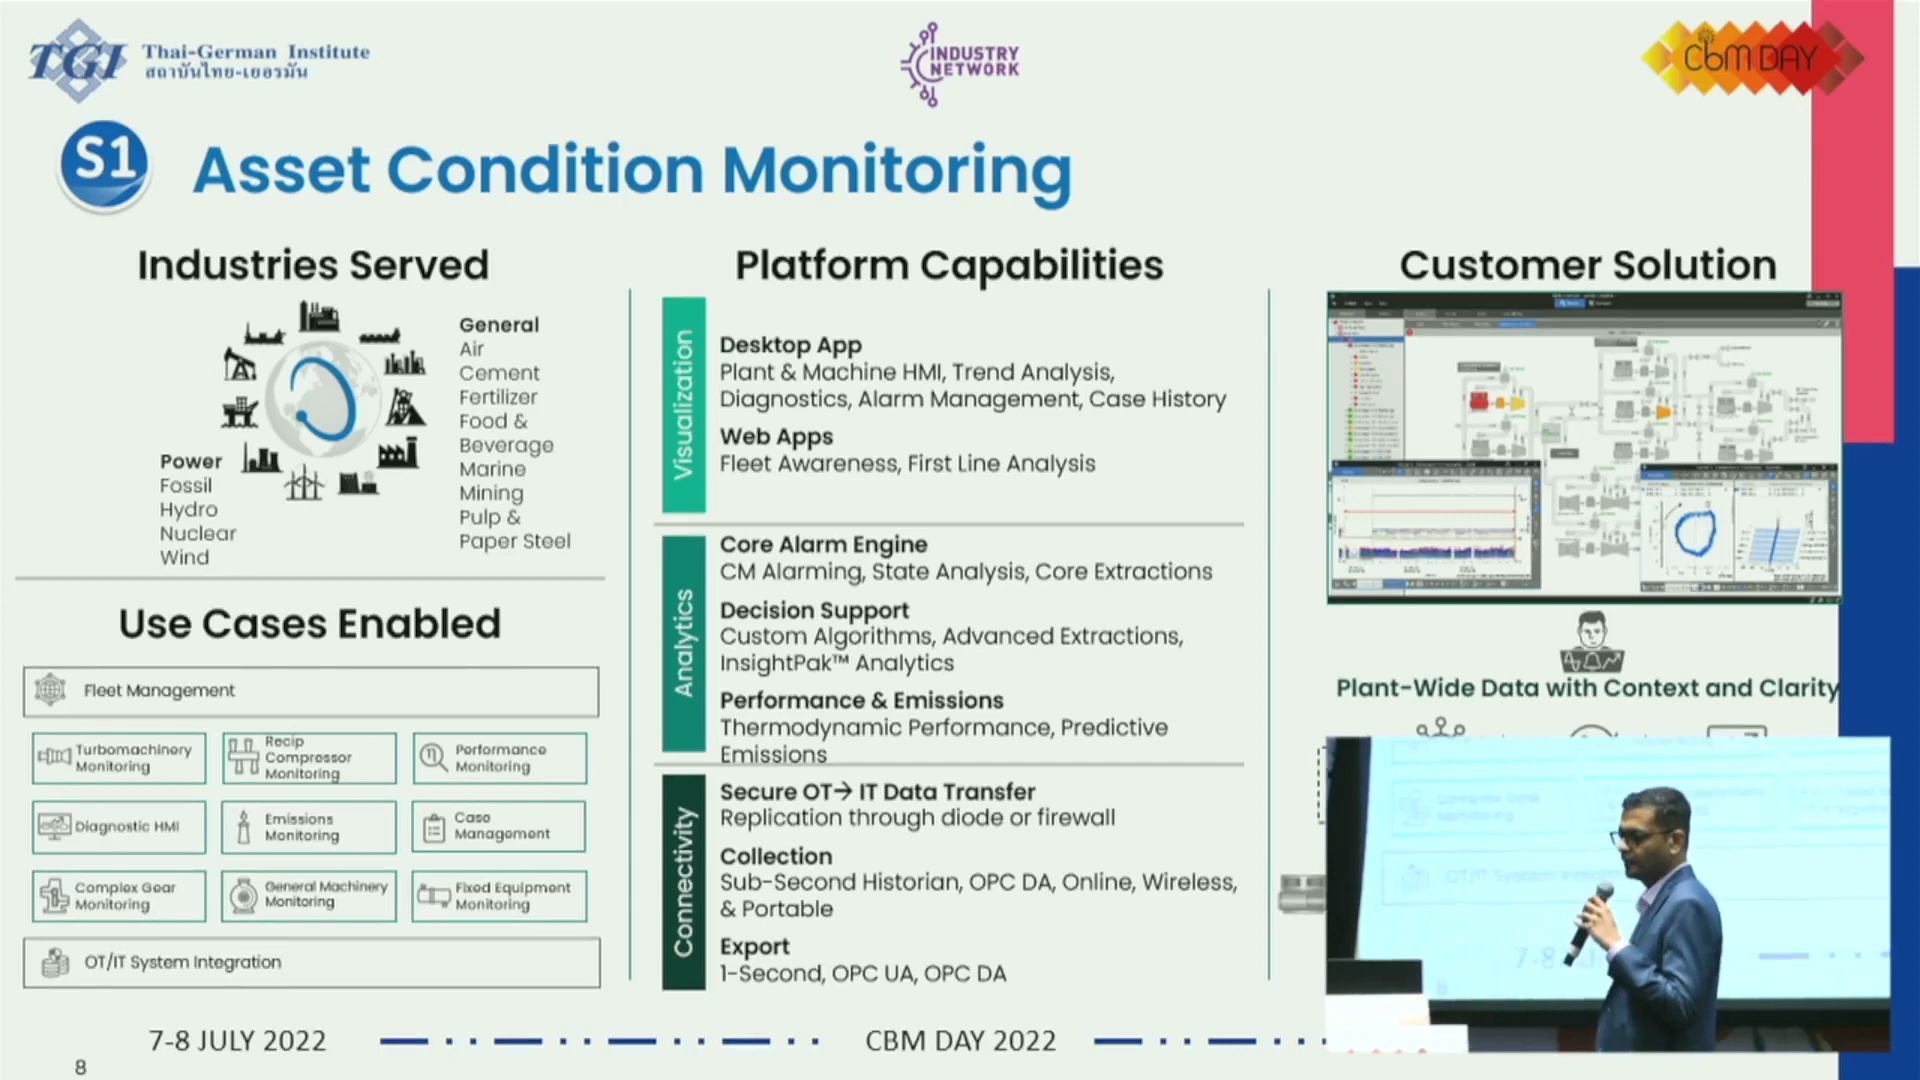 TGI
Thai-German Institute
สถาบันไทย-เยอรมัน
INDUSTRY
NETWORK
CbM DAY
S1
Asset Condition Monitoring
Industries Served
General
Air
Cement
Fertilizer
Food &
Beverage
Marine
Mining
Pulp &
Paper Steel
Power
Fossil
Hydro
Nuclear
Wind
Use Cases Enabled
Fleet Management
Turbomachinery
Monitoring
Recip
Compressor
Monitoring
Performance
Monitoring
Diagnostic HMI
Emissions
Monitoring
Case
Management
Complex Gear
Monitoring
General Machinery
Monitoring
Fixed Equipment
Monitoring
OT/IT System Integration
Platform Capabilities
Visualization
Desktop App
Plant & Machine HMI, Trend Analysis,
Diagnostics, Alarm Management, Case History
Web Apps
Fleet Awareness, First Line Analysis
Analytics
Core Alarm Engine
CM Alarming, State Analysis, Core Extractions
Decision Support
Custom Algorithms, Advanced Extractions,
InsightPak™ Analytics
Performance & Emissions
Thermodynamic Performance, Predictive
Emissions
Connectivity
Secure OT→ IT Data Transfer
Replication through diode or firewall
Collection
Sub-Second Historian, OPC DA, Online, Wireless,
& Portable
Export
1-Second, OPC UA, OPC DA
Customer Solution
Plant-Wide Data with Context and Clarity
7-8 JULY 2022
CBM DAY 2022
8